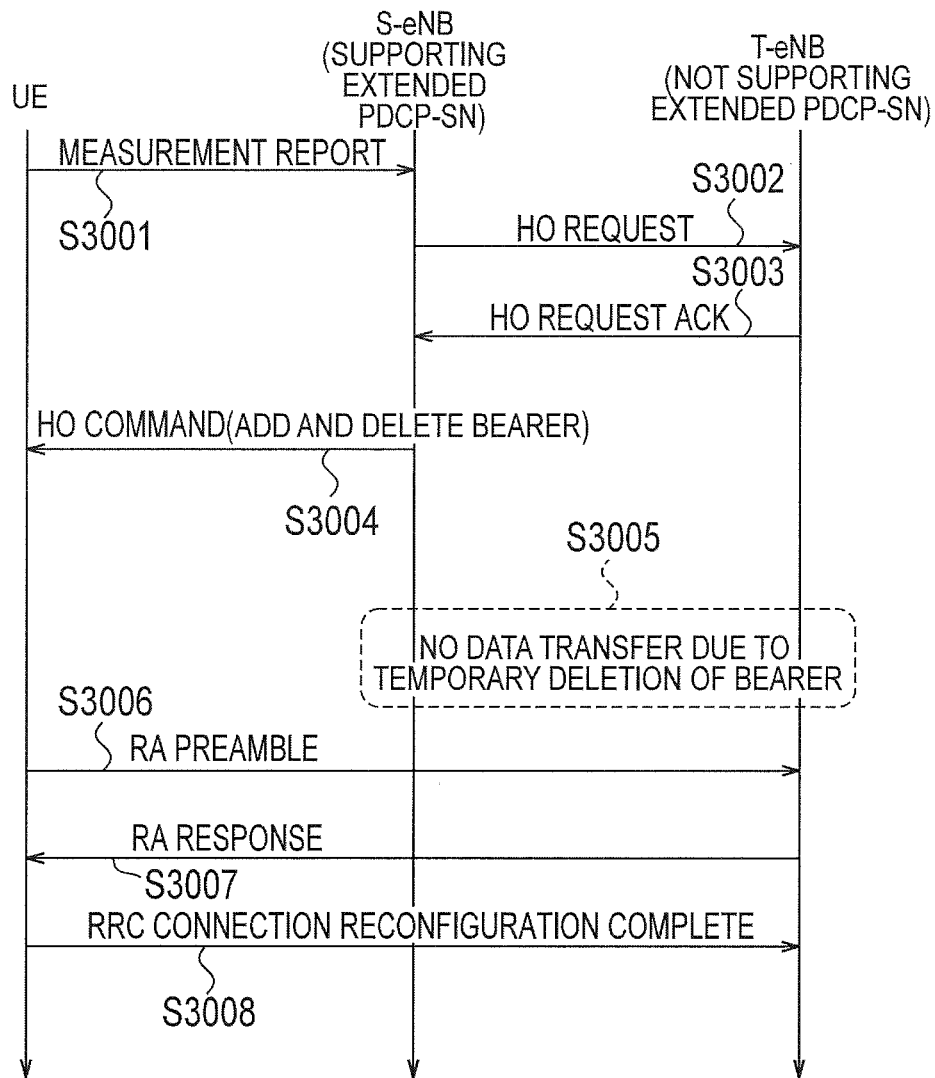 S-eNB
(SUPPORTING
EXTENDED
PDCP-SN)
T-eNB
(NOT SUPPORTING
EXTENDED PDCP-SN)
UE
MEASUREMENT REPORT
S3001
S3002
HO REQUEST
S3003
HO REQUEST ACK
HO COMMAND(ADD AND DELETE BEARER)
S3004
S3005
NO DATA TRANSFER DUE TO
TEMPORARY DELETION OF BEARER
S3006
RA PREAMBLE
RA RESPONSE
S3007
RRC CONNECTION RECONFIGURATION COMPLETE
S3008